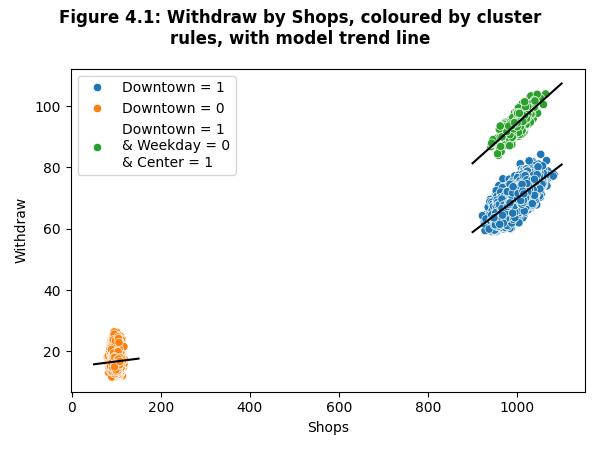 Figure 4.1: Withdraw by Shops, coloured by cluster
rules, with model trend line
Downtown = 1
Downtown = 0
Downtown = 1
& Weekday = 0
& Center = 1
100
80
60
40
20
Withdraw
0 200 400 600 800 1000
Shops